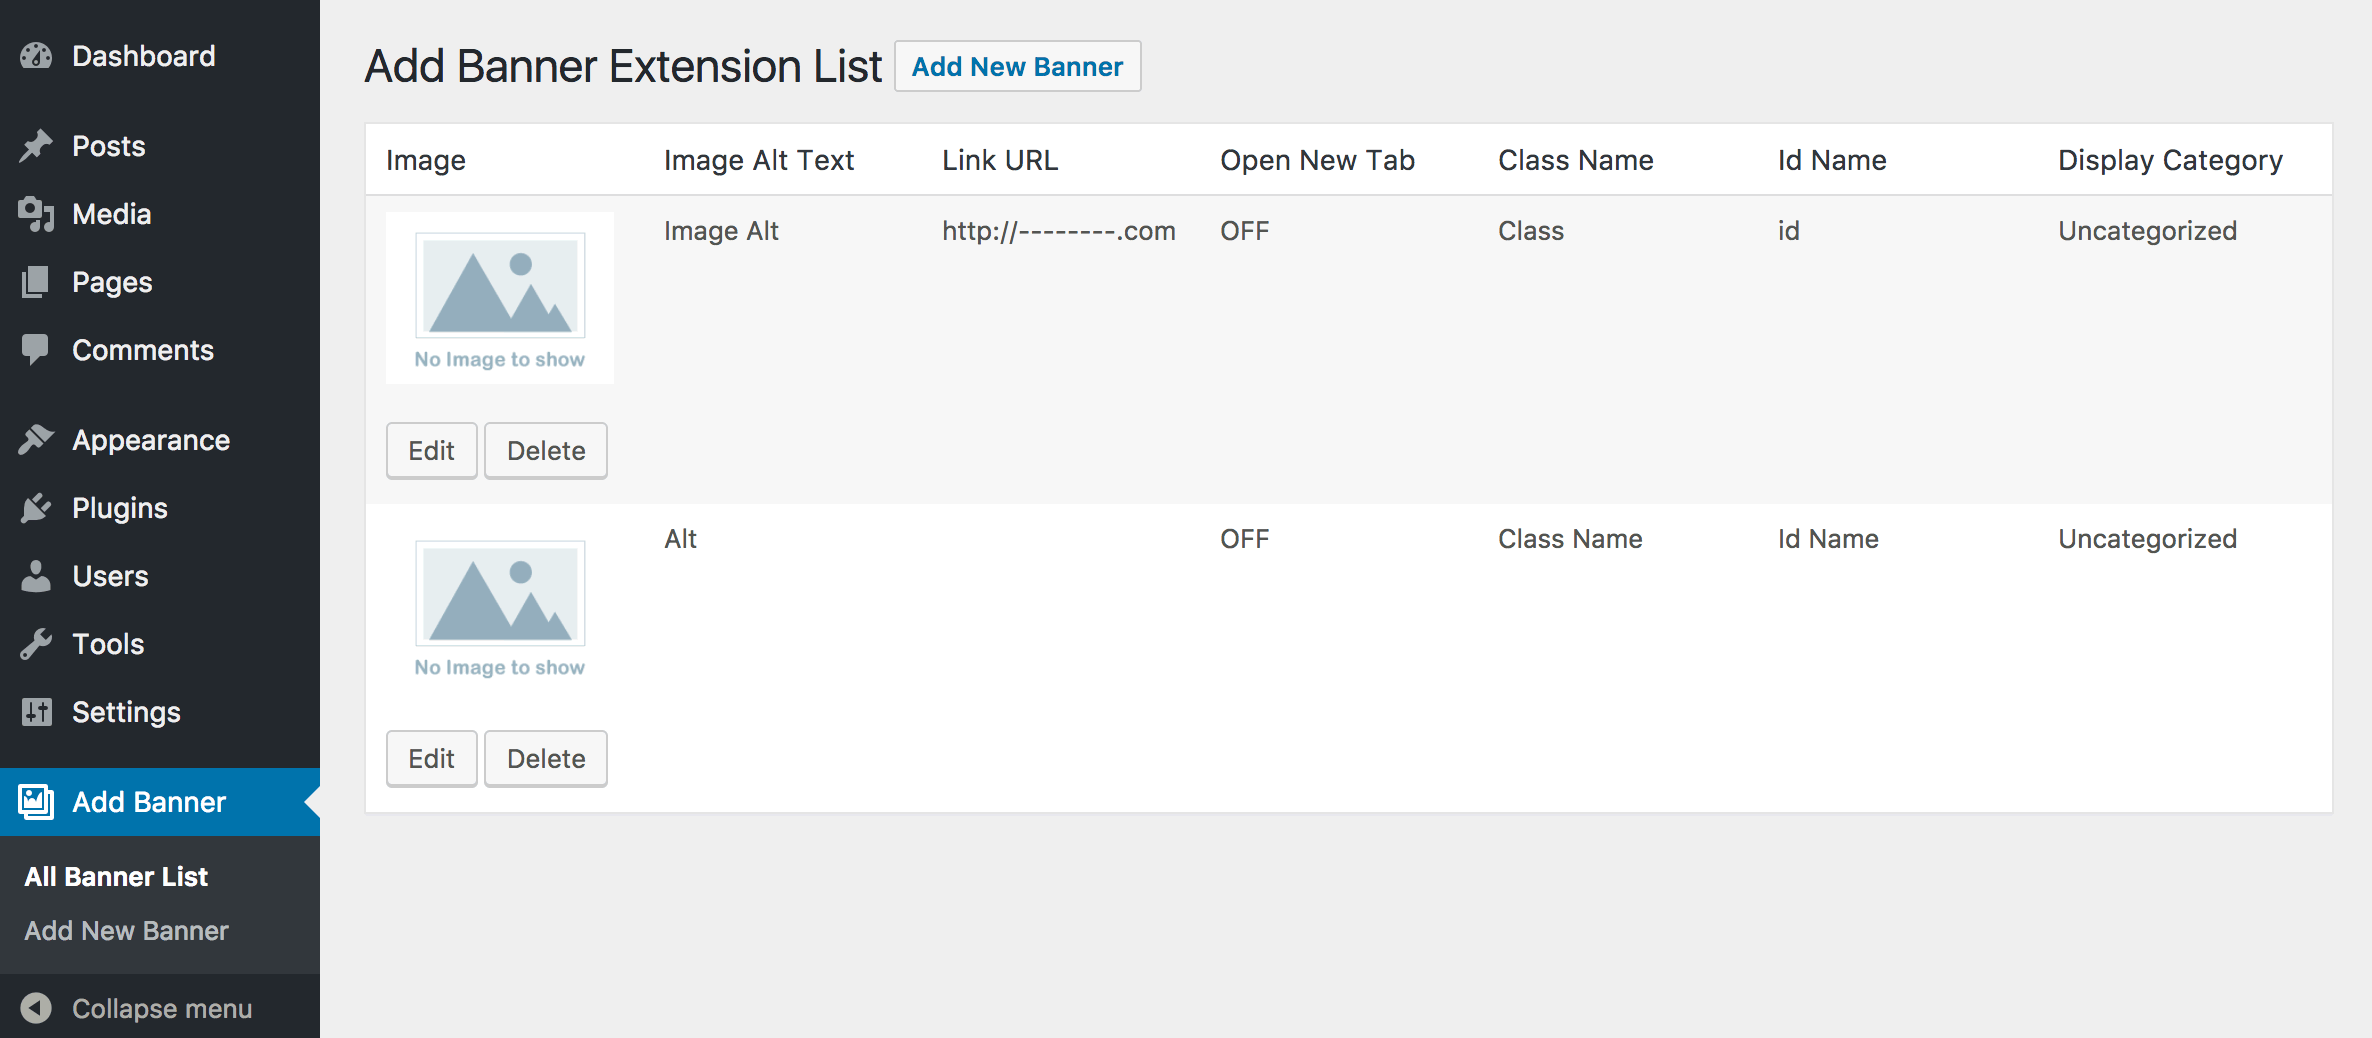 Dashboard
Posts
Media
Pages
Comments
Appearance
Plugins
Users
Tools
Settings
Add Banner
All Banner List
Add New Banner
Collapse menu
Add Banner Extension List Add New Banner
Image Image Alt Text Link URL Open New Tab Class Name Id Name Display Category
Image Alt http://--------.com OFF Class id Uncategorized
No Image to show
Edit Delete
Alt OFF Class Name Id Name Uncategorized
No Image to show
Edit Delete